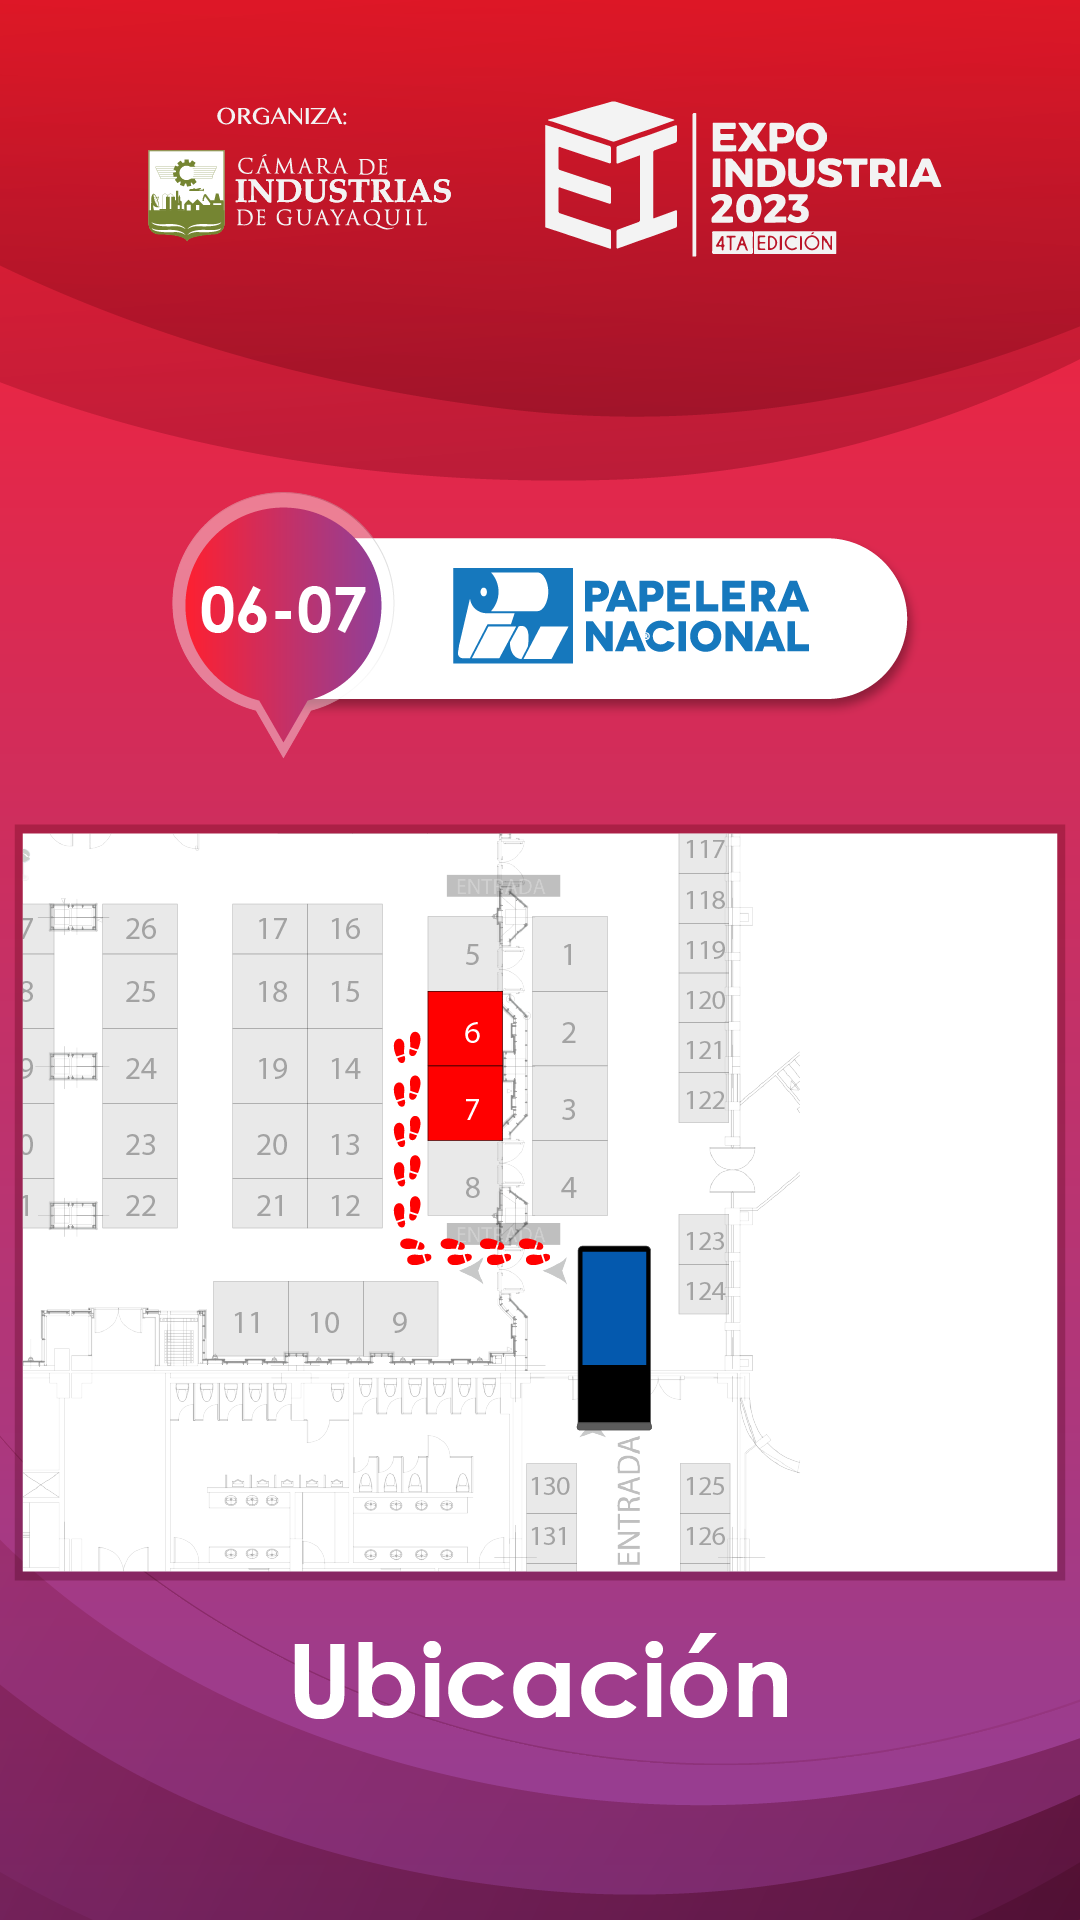 ORGANIZA:
CÁMARA DE
INDUSTRIAS
DE GUAYAQUIL
EXPO
INDUSTRIA
2023
4TA EDICIÓN
06-07
PAPELERA
NACIONAL
®
117
ENTRADA
118
7 26 17 16
5 1 119
8 25 18 15
120
6 2
121
9 24 19 14
122
7 3
0 23 20 13
8 4
1 22 21 12
ENTRADA
123
124
11 10 9
ENTRADA
130 125
131 126
Ubicación